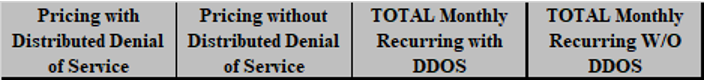 Pricing with
Distributed Denial
of Service
Pricing without
Distributed Denial
of Service
TOTAL Monthly
Recurring with
DDOS
TOTAL Monthly
Recurring W/O
DDOS